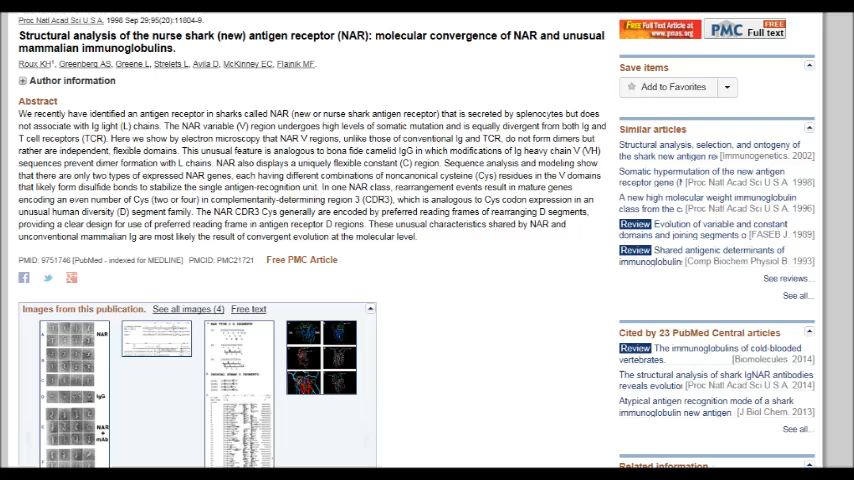 Proc Natl Acad Sci U S A. 1998 Sep 29;95(20):11804-9.
Structural analysis of the nurse shark (new) antigen receptor (NAR): molecular convergence of NAR and unusual
mammalian immunoglobulins.
Roux KH1, Greenberg AS, Greene L, Strelets L, Avila D, McKinney EC, Flajnik MF.
Author information
Abstract
We recently have identified an antigen receptor in sharks called NAR (new or nurse shark antigen receptor) that is secreted by splenocytes but does
not associate with Ig light (L) chains. The NAR variable (V) region undergoes high levels of somatic mutation and is equally divergent from both Ig and
T cell receptors (TCR). Here we show by electron microscopy that NAR V regions, unlike those of conventional Ig and TCR, do not form dimers but
rather are independent, flexible domains. This unusual feature is analogous to bona fide camelid IgG in which modifications of Ig heavy chain V (VH)
sequences prevent dimer formation with L chains. NAR also displays a uniquely flexible constant (C) region. Sequence analysis and modeling show
that there are only two types of expressed NAR genes, each having different combinations of noncanonical cysteine (Cys) residues in the V domains
that likely form disulfide bonds to stabilize the single antigen-recognition unit. In one NAR class, rearrangement events result in mature genes
encoding an even number of Cys (two or four) in complementarity-determining region 3 (CDR3), which is analogous to Cys codon expression in an
unusual human diversity (D) segment family. The NAR CDR3 Cys generally are encoded by preferred reading frames of rearranging D segments,
providing a clear design for use of preferred reading frame in antigen receptor D regions. These unusual characteristics shared by NAR and
unconventional mammalian Ig are most likely the result of convergent evolution at the molecular level.
PMID: 9751746 [PubMed - indexed for MEDLINE] PMCID: PMC21721 Free PMC Article
Images from this publication. See all images (4) Free text
NAR
IgG
NAR
+
mAb
FREE Full Text Article at
www.pnas.org
FREE
PMC Full text
Save items
Add to Favorites
Similar articles
Structural analysis, selection, and ontogeny of
the shark new antigen re [Immunogenetics. 2002]
Somatic hypermutation of the new antigen
receptor gene (N [Proc Natl Acad Sci U S A. 1998]
A new high molecular weight immunoglobulin
class from the c [Proc Natl Acad Sci U S A. 1996]
Review Evolution of variable and constant
domains and joining segments o [FASEB J. 1989]
Review Shared antigenic determinants of
immunoglobulin [Comp Biochem Physiol B. 1993]
See reviews...
See all...
Cited by 23 PubMed Central articles
Review The immunoglobulins of cold-blooded
vertebrates. [Biomolecules. 2014]
The structural analysis of shark IgNAR antibodies
reveals evolutio [Proc Natl Acad Sci U S A. 2014]
Atypical antigen recognition mode of a shark
immunoglobulin new antigen [J Biol Chem. 2013]
See all...
Related information